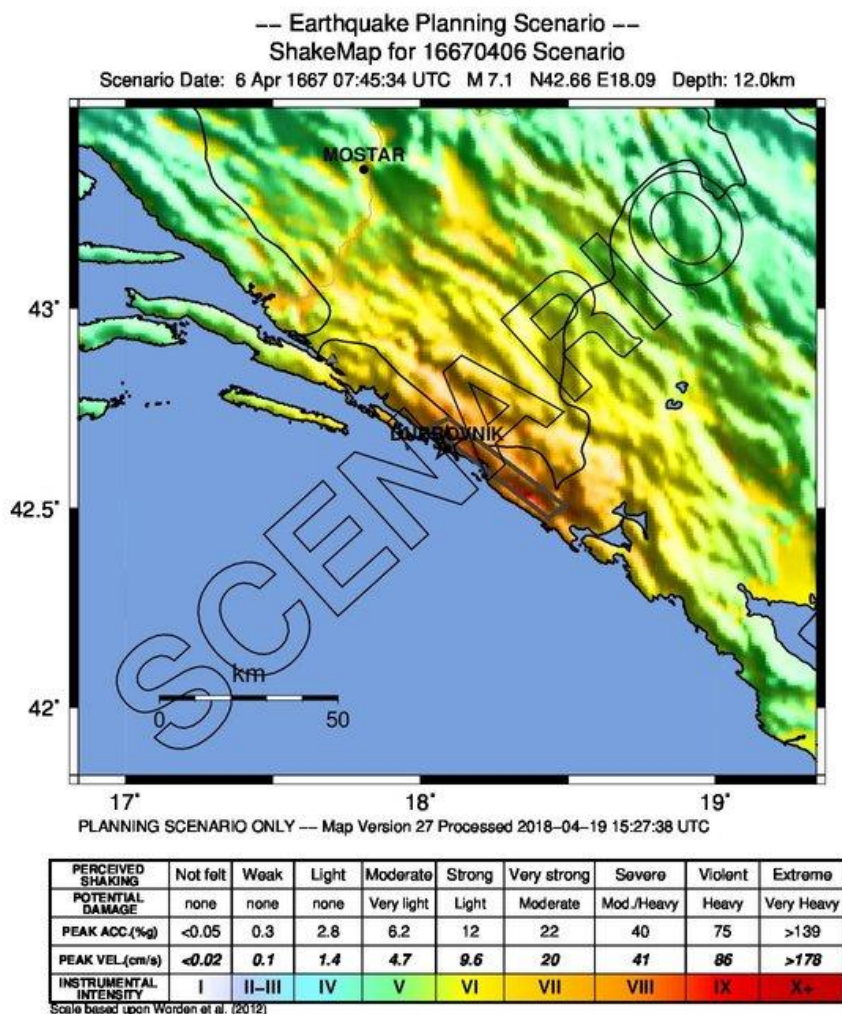 -- Earthquake Planning Scenario --
ShakeMap for 16670406 Scenario
Scenario Date: 6 Apr 1667 07:45:34 UTC M 7.1 N42.66 E18.09 Depth: 12.0km
MOSTAR
43˚
DUBROVNIK
42.5˚
SCENARIO
km
0 50
42˚
17˚ 18˚ 19˚
PLANNING SCENARIO ONLY -- Map Version 27 Processed 2018-04-19 15:27:38 UTC
PERCEIVED SHAKING Not felt Weak Light Moderate Strong Very strong Severe Violent Extreme
POTENTIAL DAMAGE none none none Very light Light Moderate Mod./Heavy Heavy Very Heavy
PEAK ACC.(%g) <0.05 0.3 2.8 6.2 12 22 40 75 >139
PEAK VEL.(cm/s) <0.02 0.1 1.4 4.7 9.6 20 41 86 >178
INSTRUMENTAL INTENSITY I II-III IV V VI VII VIII IX X+
Scale based upon Worden et al. (2012)